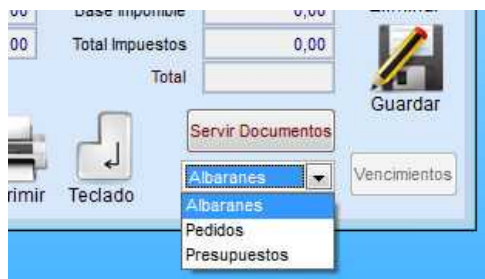 00 Base Imponible 0,00 Eliminar
00 Total Impuestos 0,00
Total
Guardar
Servir Documentos
Albaranes
Vencimientos
rimir Teclado
Albaranes
Pedidos
Presupuestos